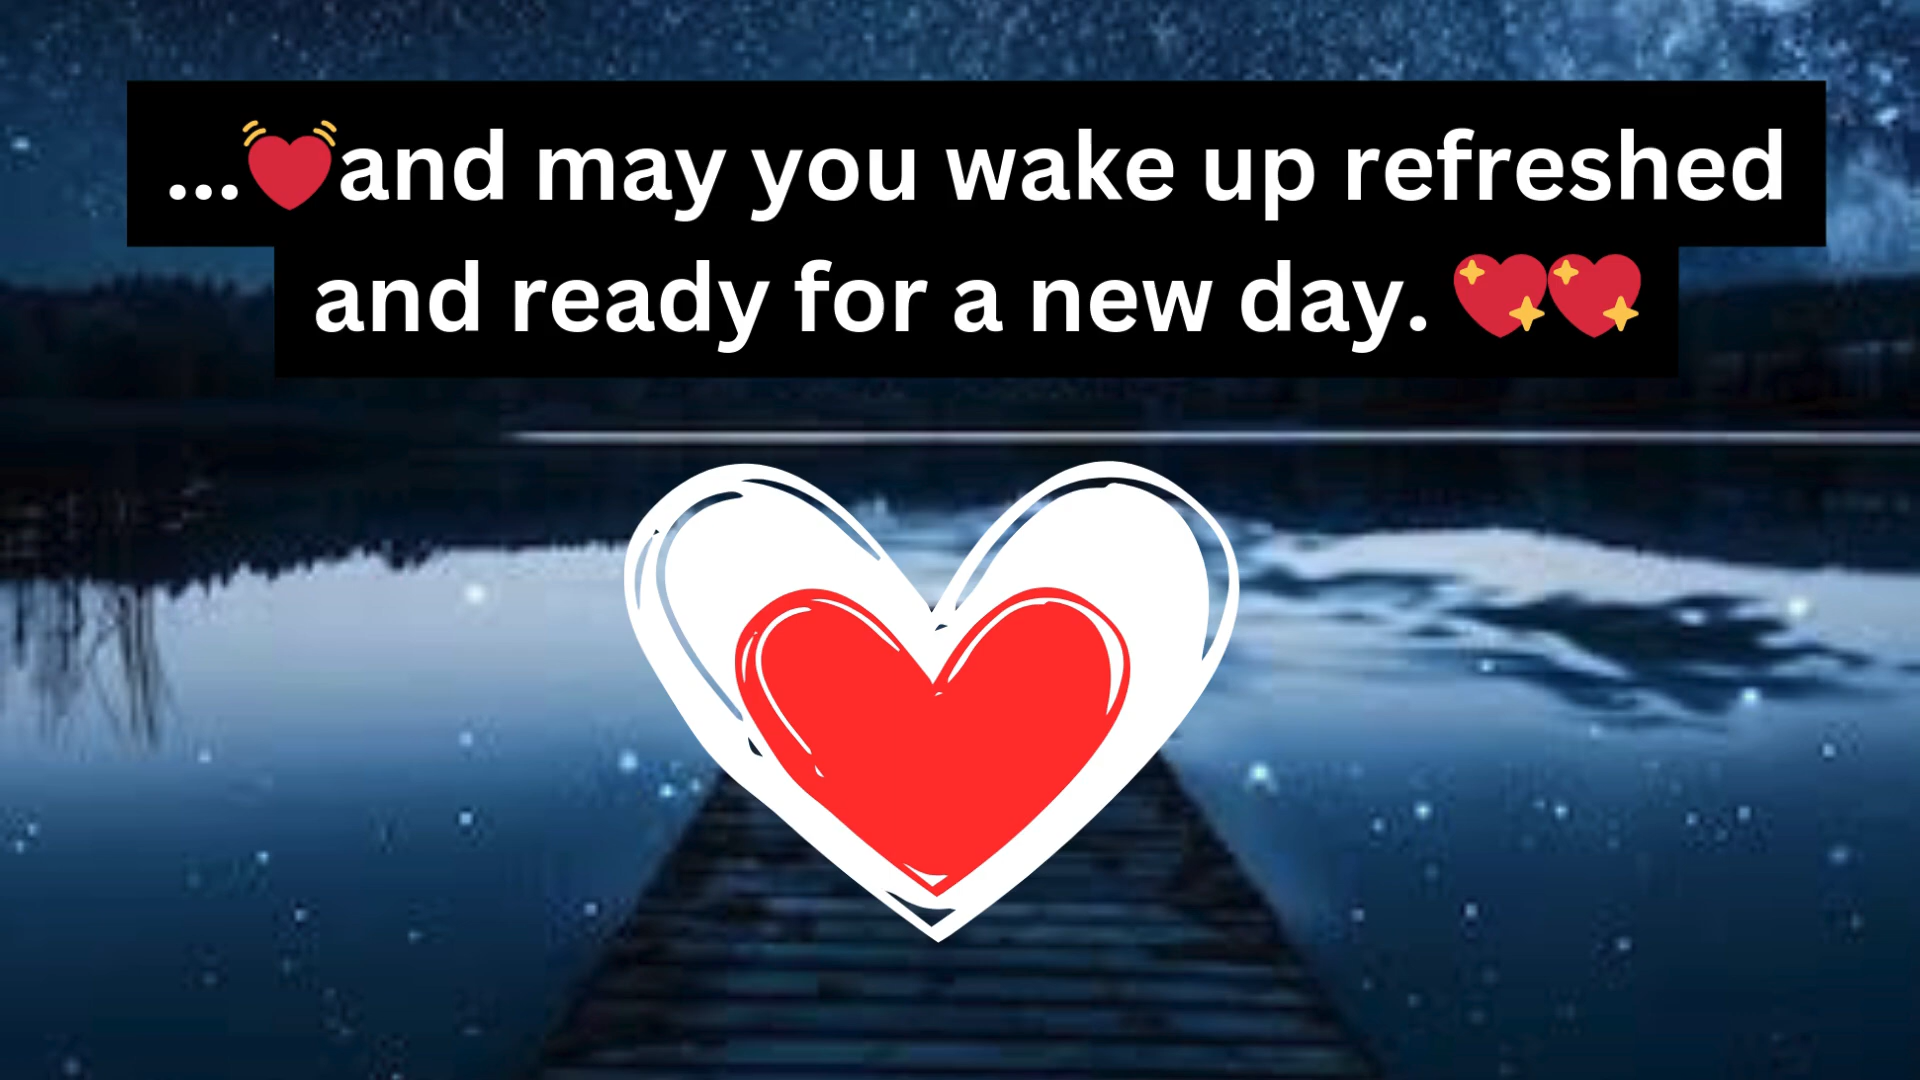 ...💓and may you wake up refreshed
and ready for a new day. 💖💖